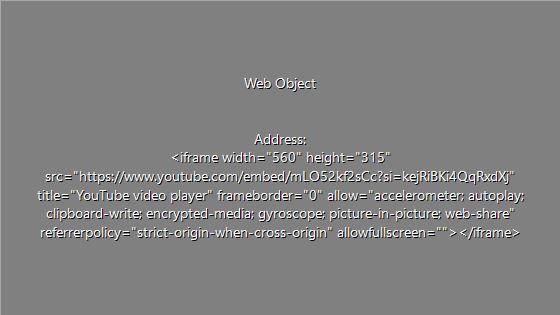 Web Object
Address:
<iframe width="560" height="315"
src="https://www.youtube.com/embed/mLO52kf2sCc?si=kejRiBKi4QqRxdXj"
title="YouTube video player" frameborder="0" allow="accelerometer; autoplay;
clipboard-write; encrypted-media; gyroscope; picture-in-picture; web-share"
referrerpolicy="strict-origin-when-cross-origin" allowfullscreen=""></iframe>